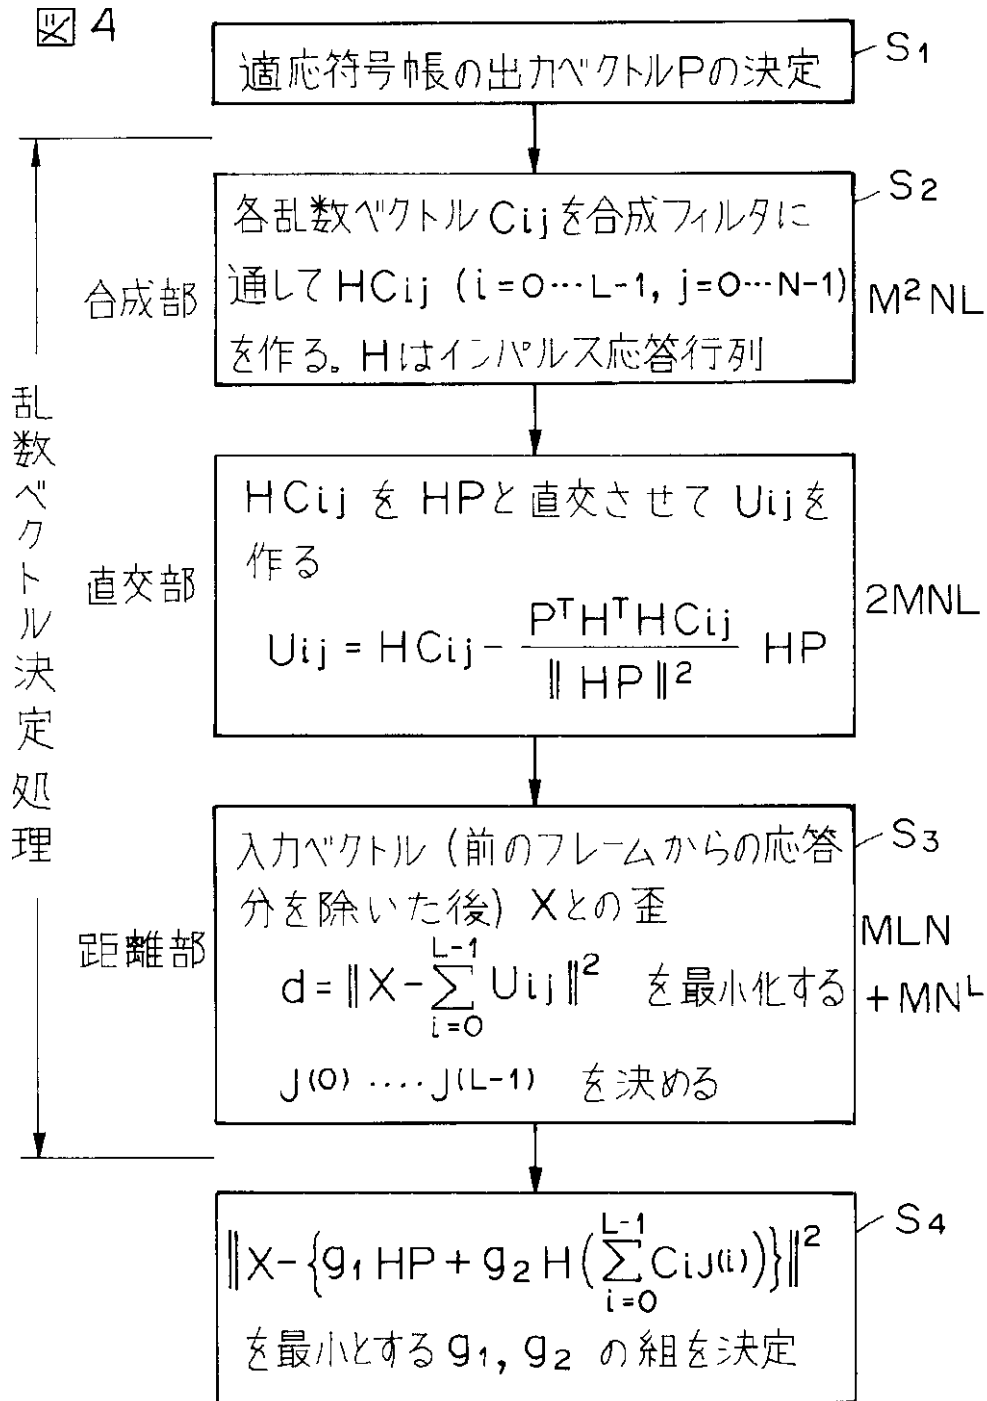 図4
適応符号帳の出力ベクトルPの決定
S1
各乱数ベクトルCijを合成フィルタに
通してHCij (i=0…L-1, j=0…N-1)
を作る。Hはインパルス応答行列
S2
合成部
M²NL
HCij を HPと直交させて Uijを
作る
Uij = HCij - PᵀHᵀHCij / ‖HP‖² HP
直交部
2MNL
乱数ベクトル決定処理
入力ベクトル (前のフレームからの応答
分を除いた後) Xとの歪
d = ‖X - Σ_{i=0}^{L-1} Uij‖² を最小化する
J(0) ‥‥ J(L-1) を決める
S3
距離部
MLN
+MN^L
‖X-{g₁HP+g₂H(Σ_{i=0}^{L-1} CiJ(i))}‖²
を最小とする g₁, g₂ の組を決定
S4